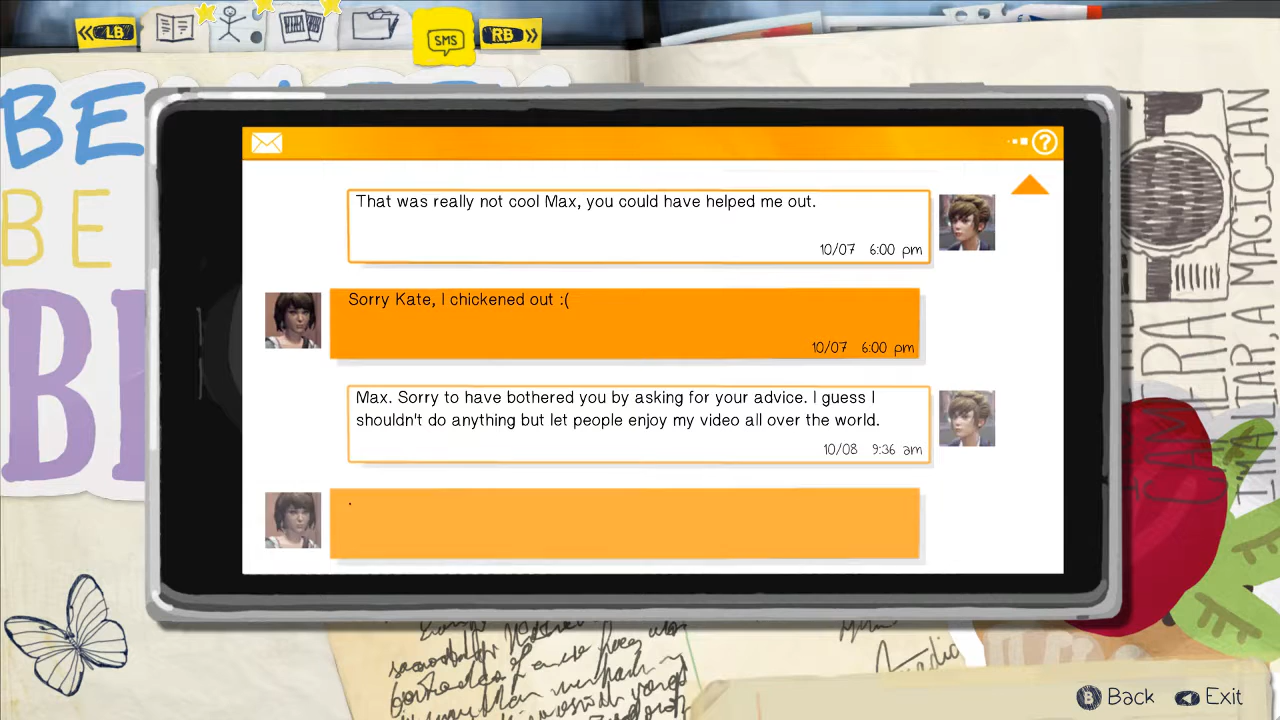 LB
SMS
RB
BE
BE
That was really not cool Max, you could have helped me out.
10/07 6:00 pm
Sorry Kate, I chickened out :(
10/07 6:00 pm
Max. Sorry to have bothered you by asking for your advice. I guess I
shouldn't do anything but let people enjoy my video all over the world.
10/08 9:36 am
.
I'M A LIAR, A MAGICIAN
B Back
Exit